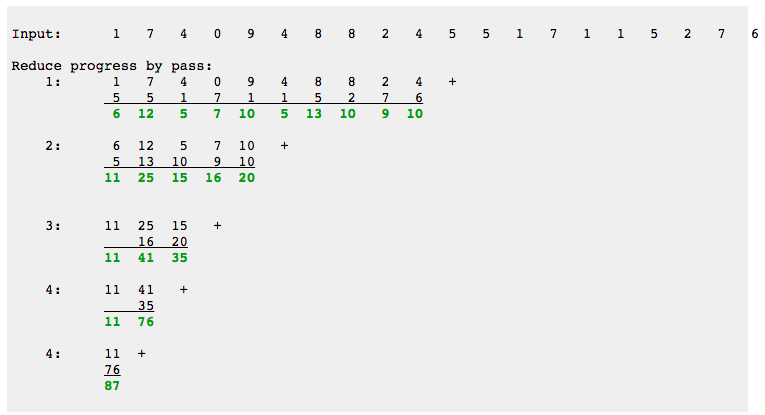 Input: 1 7 4 0 9 4 8 8 2 4 5 5 1 7 1 1 5 2 7 6
Reduce progress by pass:
1: 1 7 4 0 9 4 8 8 2 4 +
5 5 1 7 1 1 5 2 7 6
6 12 5 7 10 5 13 10 9 10
2: 6 12 5 7 10 +
5 13 10 9 10
11 25 15 16 20
3: 11 25 15 +
16 20
11 41 35
4: 11 41 +
35
11 76
4: 11 +
76
87